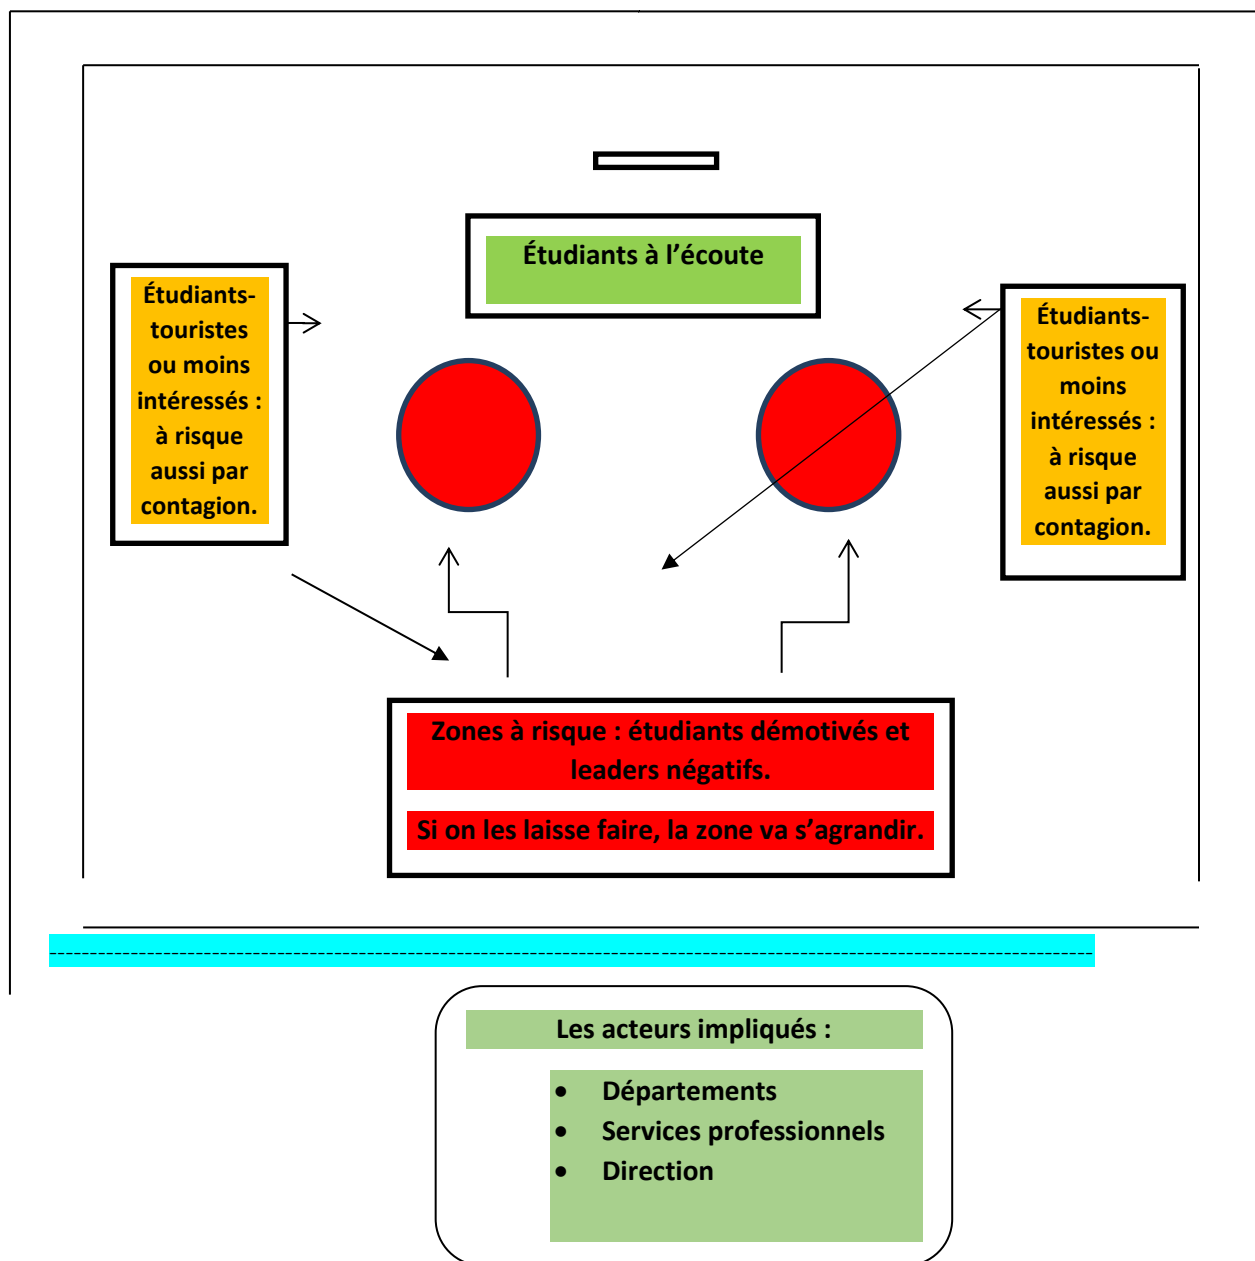 Étudiants à l’écoute
Étudiants-
touristes
ou moins
intéressés :
à risque
aussi par
contagion.
Étudiants-
touristes ou
moins
intéressés :
à risque
aussi par
contagion.
Zones à risque : étudiants démotivés et
leaders négatifs.
Si on les laisse faire, la zone va s’agrandir.
Les acteurs impliqués :
• Départements
• Services professionnels
• Direction